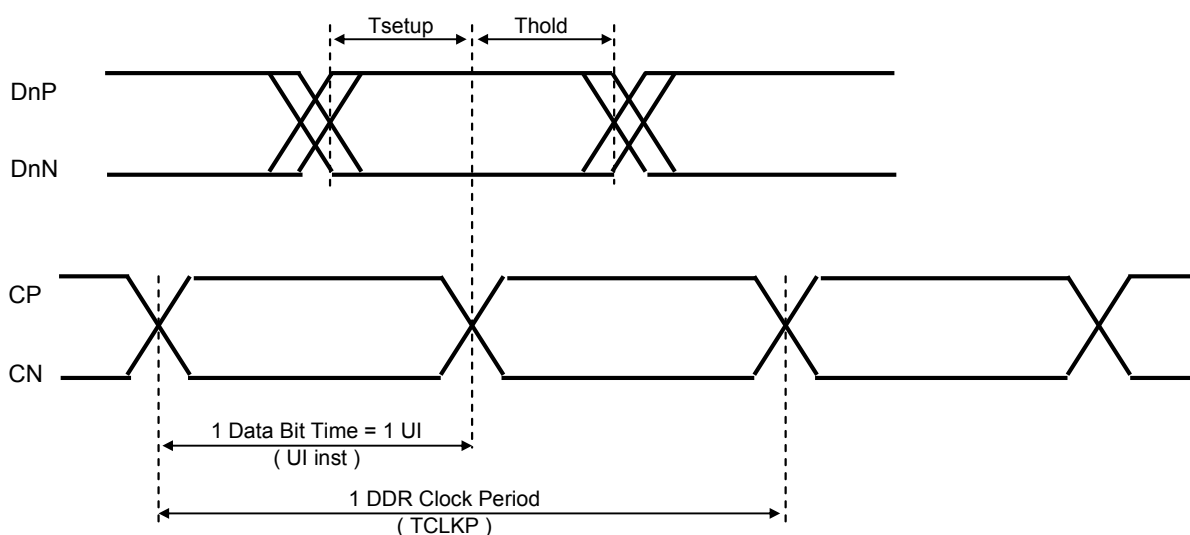 Tsetup
Thold
DnP
DnN
CP
CN
1 Data Bit Time = 1 UI
( UI inst )
1 DDR Clock Period
( TCLKP )